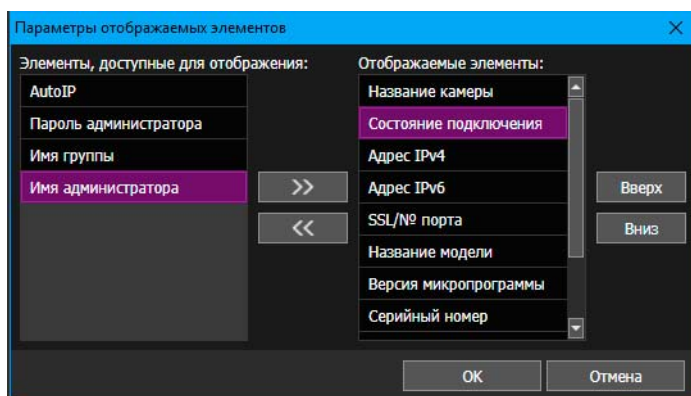 Параметры отображаемых элементов
Элементы, доступные для отображения:
AutoIP
Пароль администратора
Имя группы
Имя администратора
>>
<<
Отображаемые элементы:
Название камеры
Состояние подключения
Адрес IPv4
Адрес IPv6
SSL/№ порта
Название модели
Версия микропрограммы
Серийный номер
Вверх
Вниз
OK
Отмена